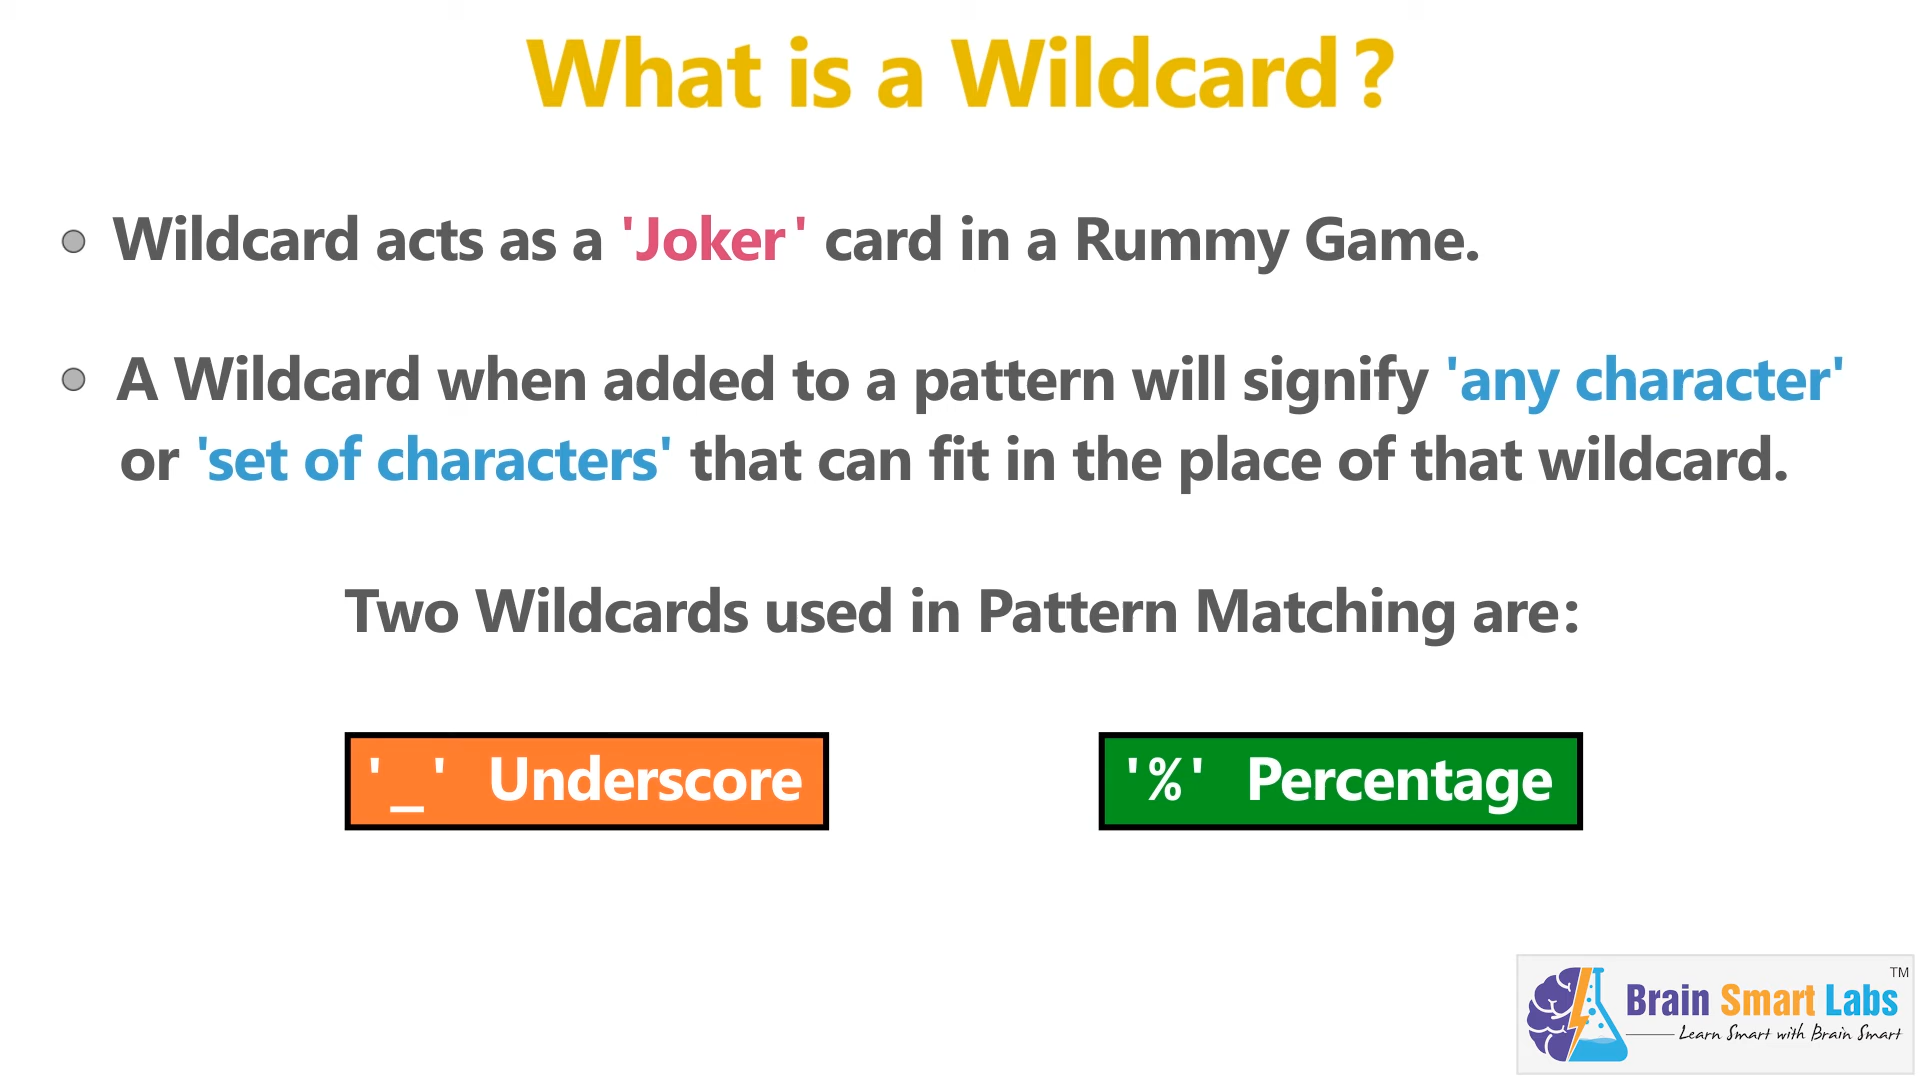 What is a Wildcard?
Wildcard acts as a 'Joker' card in a Rummy Game.
A Wildcard when added to a pattern will signify 'any character'
or 'set of characters' that can fit in the place of that wildcard.
Two Wildcards used in Pattern Matching are:
'_' Underscore
'%' Percentage
Brain Smart Labs TM
Learn Smart with Brain Smart